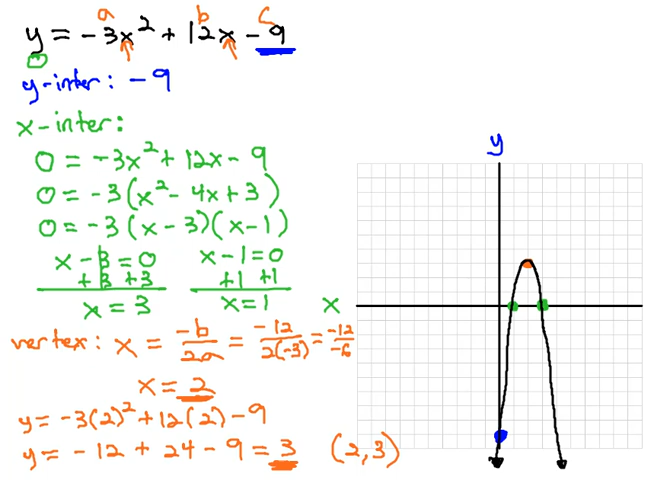 a b c
y = -3x² + 12x - 9
0
y-inter: -9
x-inter:
0 = -3x² + 12x - 9
0 = -3(x² - 4x + 3)
0 = -3(x - 3)(x - 1)
x - 3 = 0 x - 1 = 0
+3 +3 +1 +1
x = 3 x = 1
vertex: x = -b/2a = -12/2(-3) = -12/-6
x = 2
y = -3(2)² + 12(2) - 9
y = -12 + 24 - 9 = 3 (2,3)
y
x